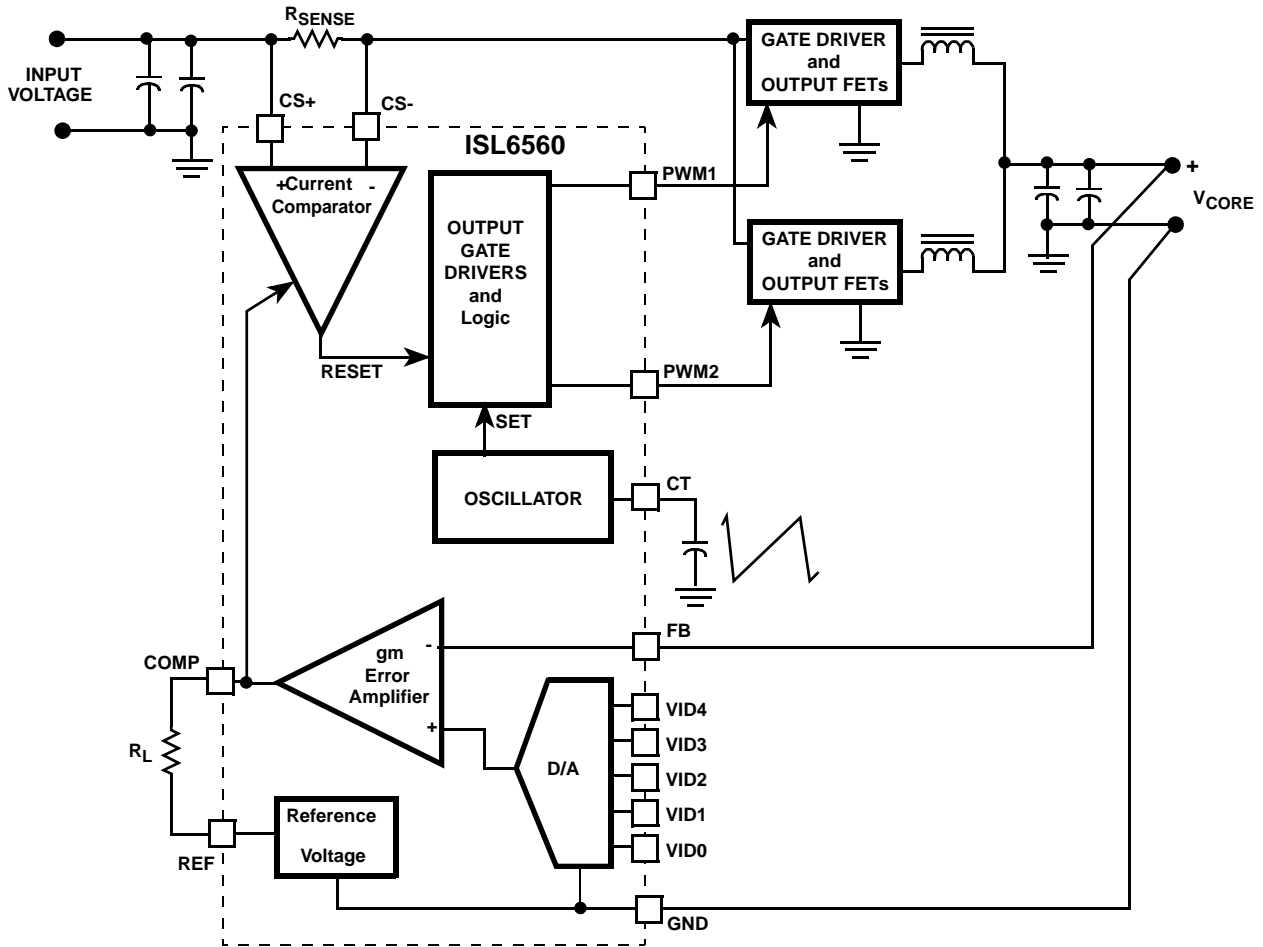 RSENSE
INPUT
VOLTAGE
CS+
CS-
ISL6560
GATE DRIVER
and
OUTPUT FETs
+Current -
Comparator
OUTPUT
GATE
DRIVERS
and
Logic
PWM1
+
VCORE
GATE DRIVER
and
OUTPUT FETs
RESET
PWM2
SET
OSCILLATOR
CT
FB
-
gm
Error
Amplifier
+
COMP
RL
D/A
VID4
VID3
VID2
VID1
VID0
Reference
Voltage
REF
GND